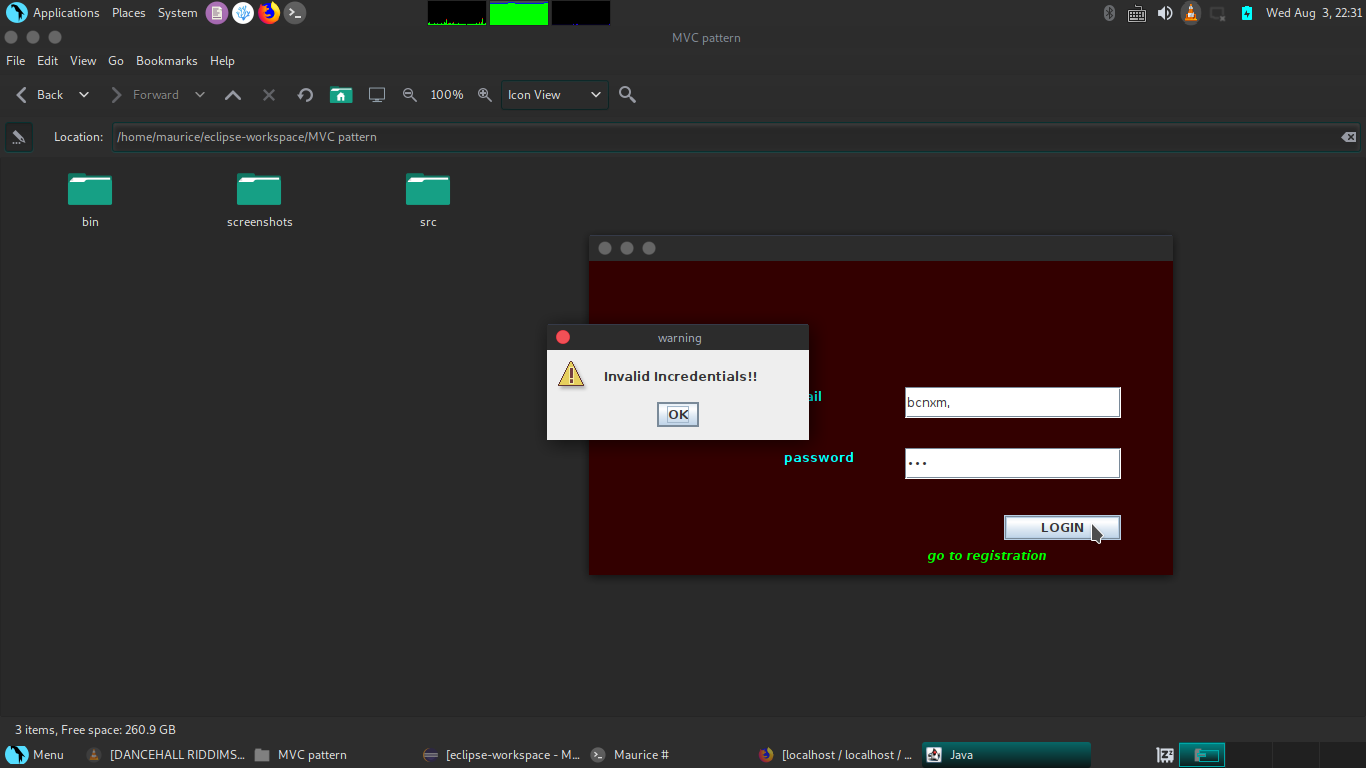 Applications Places System Wed Aug 3, 22:31
MVC pattern
File Edit View Go Bookmarks Help
Back Forward 100% Icon View
Location: /home/maurice/eclipse-workspace/MVC pattern
bin screenshots src
warning
Invalid Incredentials!!
OK
ail bcnxm,
password •••
LOGIN
go to registration
3 items, Free space: 260.9 GB
Menu [DANCEHALL RIDDIMS... MVC pattern [eclipse-workspace - M... Maurice # [localhost / localhost / ... Java